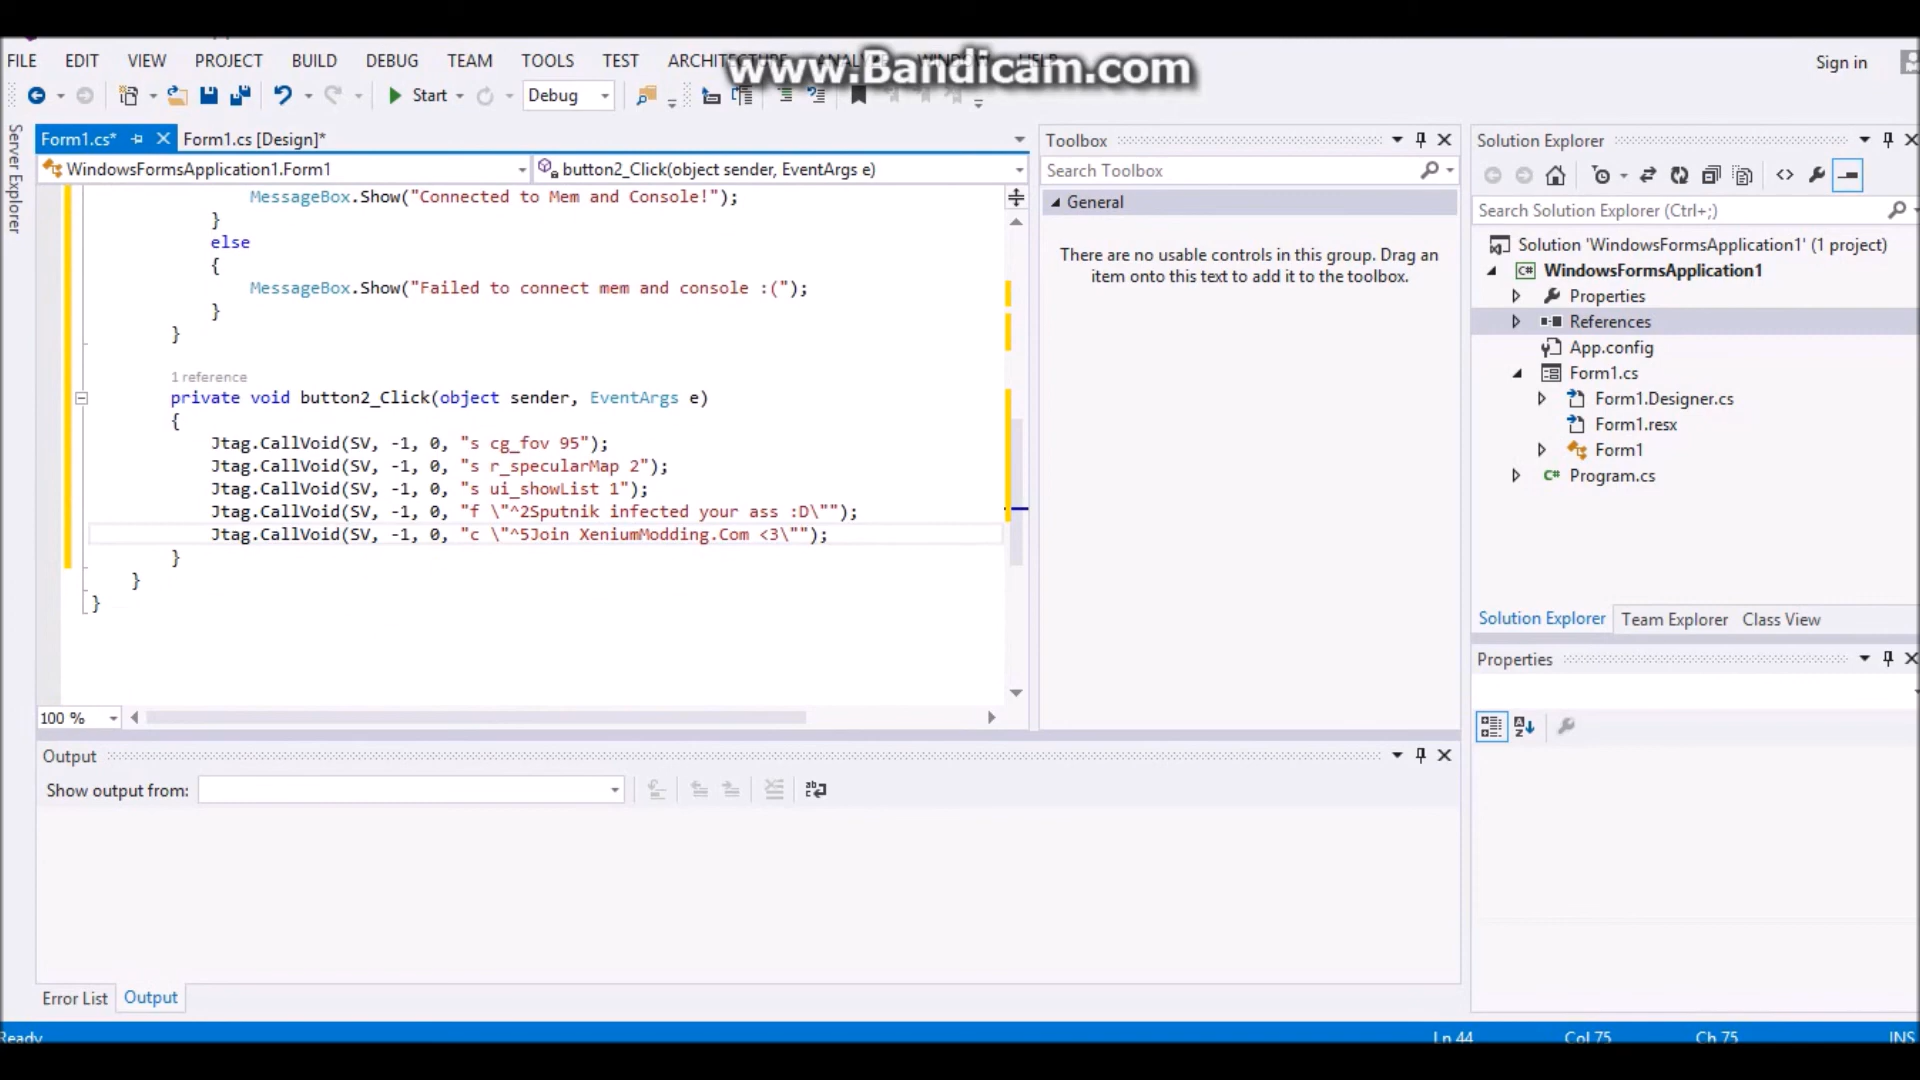 www.Bandicam.com
FILE EDIT VIEW PROJECT BUILD DEBUG TEAM TOOLS TEST ARCHITECTURE ANALYZE WINDOW HELP
Sign in
Start Debug
Server Explorer
Form1.cs* Form1.cs [Design]*
WindowsFormsApplication1.Form1 button2_Click(object sender, EventArgs e)
MessageBox.Show("Connected to Mem and Console!");
}
else
{
MessageBox.Show("Failed to connect mem and console :(");
}
}
1 reference
private void button2_Click(object sender, EventArgs e)
{
Jtag.CallVoid(SV, -1, 0, "s cg_fov 95");
Jtag.CallVoid(SV, -1, 0, "s r_specularMap 2");
Jtag.CallVoid(SV, -1, 0, "s ui_showList 1");
Jtag.CallVoid(SV, -1, 0, "f \"^2Sputnik infected your ass :D\"");
Jtag.CallVoid(SV, -1, 0, "c \"^5Join XeniumModding.Com <3\"");
}
}
}
100 %
Toolbox
Search Toolbox
General
There are no usable controls in this group. Drag an
item onto this text to add it to the toolbox.
Solution Explorer
Search Solution Explorer (Ctrl+;)
Solution 'WindowsFormsApplication1' (1 project)
WindowsFormsApplication1
Properties
References
App.config
Form1.cs
Form1.Designer.cs
Form1.resx
Form1
Program.cs
Solution Explorer Team Explorer Class View
Properties
Output
Show output from:
Error List Output
Ready Ln 44 Col 75 Ch 75 INS